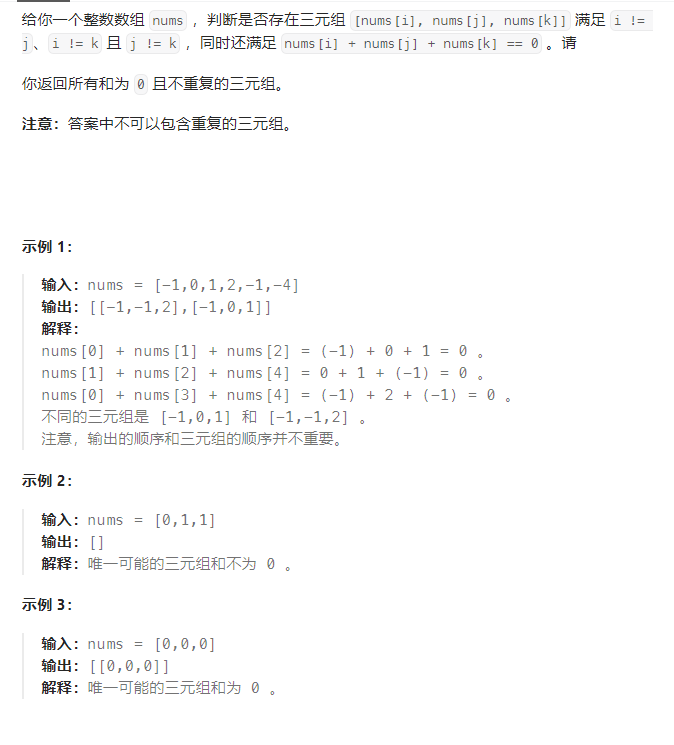 给你一个整数数组 nums ，判断是否存在三元组 [nums[i], nums[j], nums[k]] 满足 i !=
j、i != k 且 j != k ，同时还满足 nums[i] + nums[j] + nums[k] == 0 。请
你返回所有和为 0 且不重复的三元组。
注意：答案中不可以包含重复的三元组。
示例 1：
输入：nums = [-1,0,1,2,-1,-4]
输出：[[-1,-1,2],[-1,0,1]]
解释：
nums[0] + nums[1] + nums[2] = (-1) + 0 + 1 = 0 。
nums[1] + nums[2] + nums[4] = 0 + 1 + (-1) = 0 。
nums[0] + nums[3] + nums[4] = (-1) + 2 + (-1) = 0 。
不同的三元组是 [-1,0,1] 和 [-1,-1,2] 。
注意，输出的顺序和三元组的顺序并不重要。
示例 2：
输入：nums = [0,1,1]
输出：[]
解释：唯一可能的三元组和不为 0 。
示例 3：
输入：nums = [0,0,0]
输出：[[0,0,0]]
解释：唯一可能的三元组和为 0 。